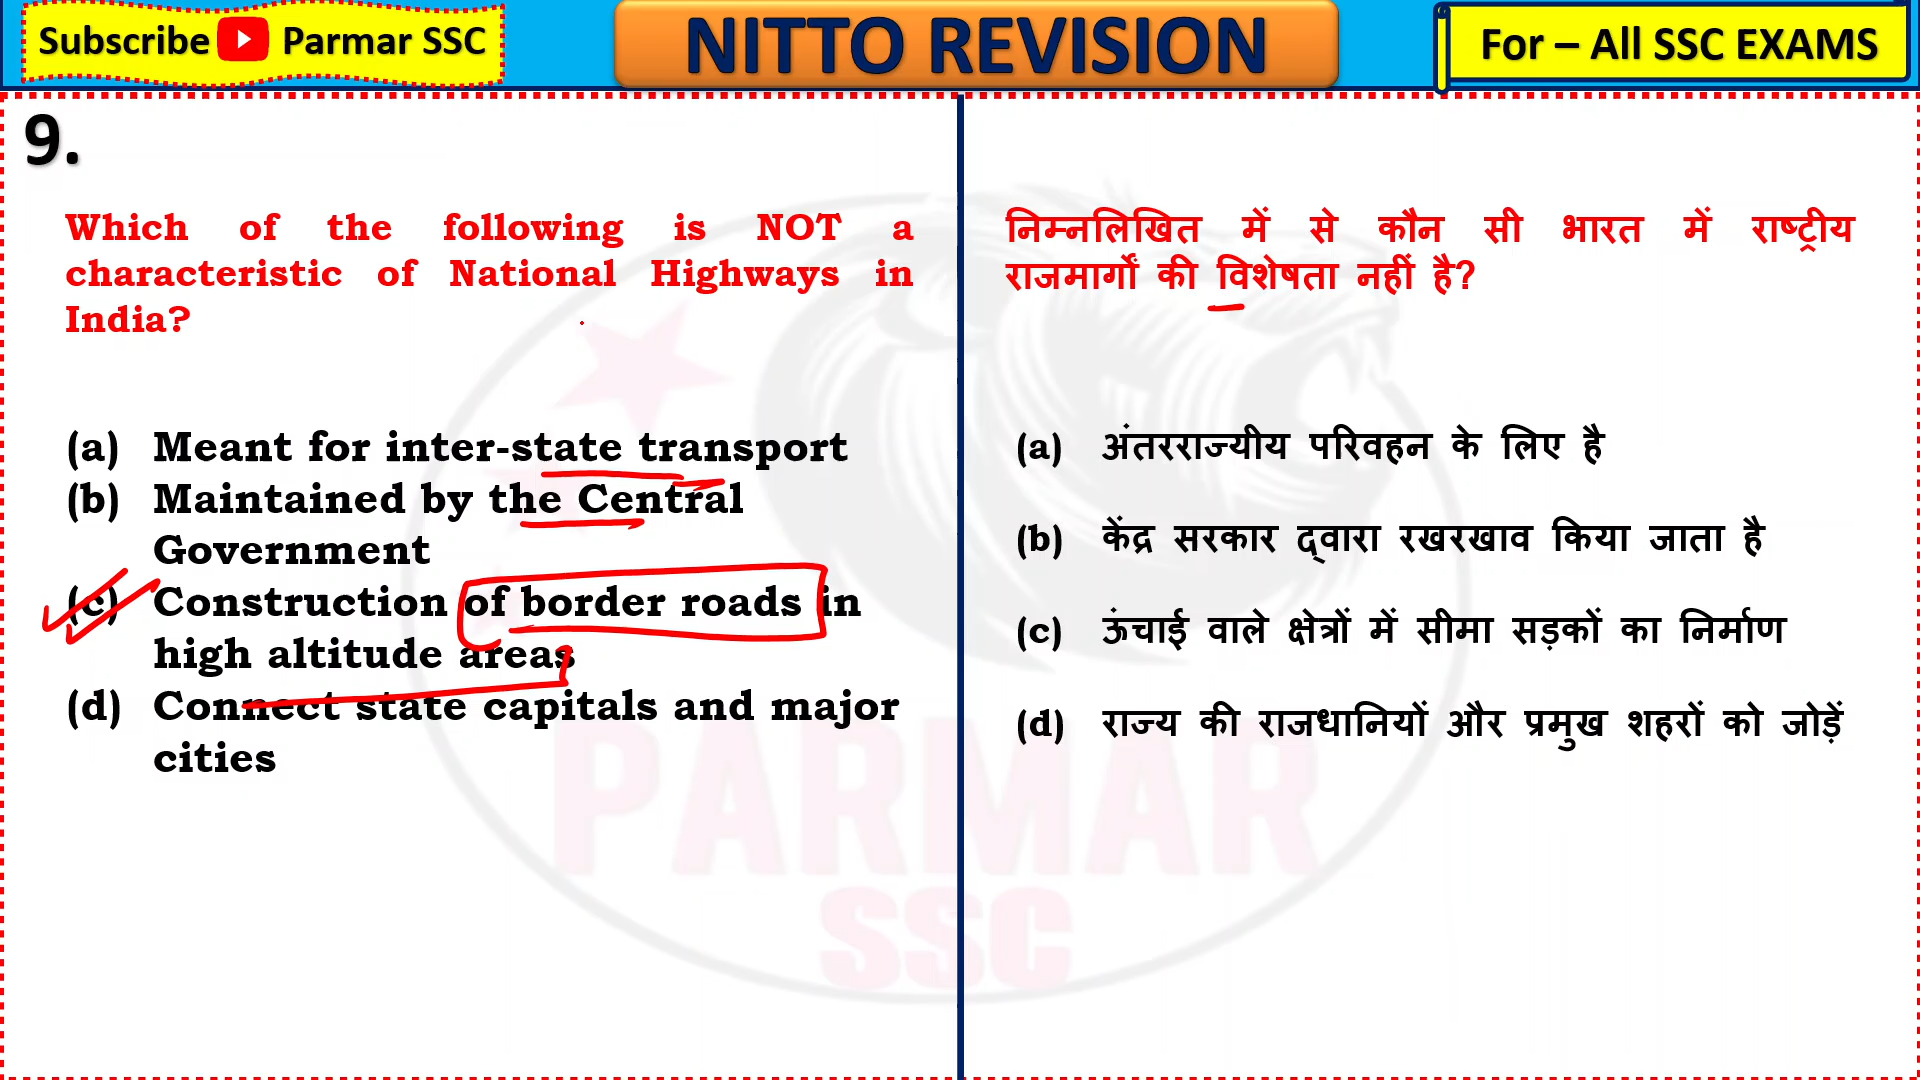 Subscribe Parmar SSC
NITTO REVISION
For – All SSC EXAMS
9.
Which of the following is NOT a
characteristic of National Highways in
India?
(a) Meant for inter-state transport
(b) Maintained by the Central
Government
(c) Construction of border roads in
high altitude areas
(d) Connect state capitals and major
cities
निम्नलिखित में से कौन सी भारत में राष्ट्रीय
राजमार्गों की विशेषता नहीं है?
(a) अंतरराज्यीय परिवहन के लिए है
(b) केंद्र सरकार द्वारा रखरखाव किया जाता है
(c) ऊंचाई वाले क्षेत्रों में सीमा सड़कों का निर्माण
(d) राज्य की राजधानियों और प्रमुख शहरों को जोड़ें
PARMAR
SSC